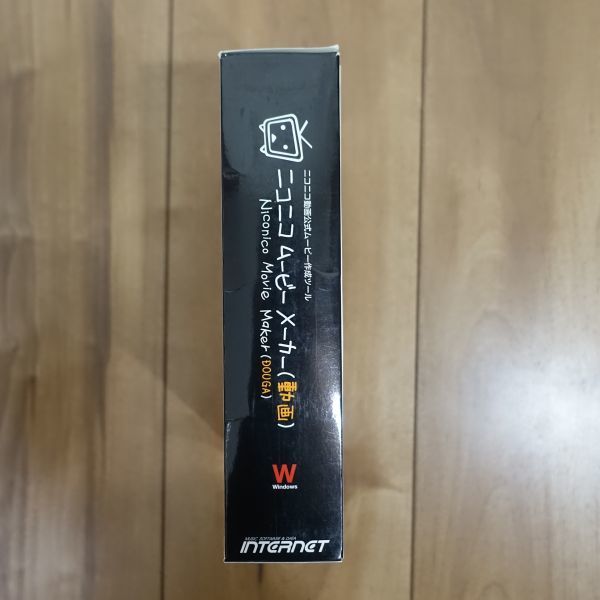 ニコニコ動画公式ムービー作成ツール
ニコニコ ムービー メーカー(動画)
Niconico Movie Maker (DOUGA)
W
Windows
MUSIC SOFTWARE & DATA
INTERNET